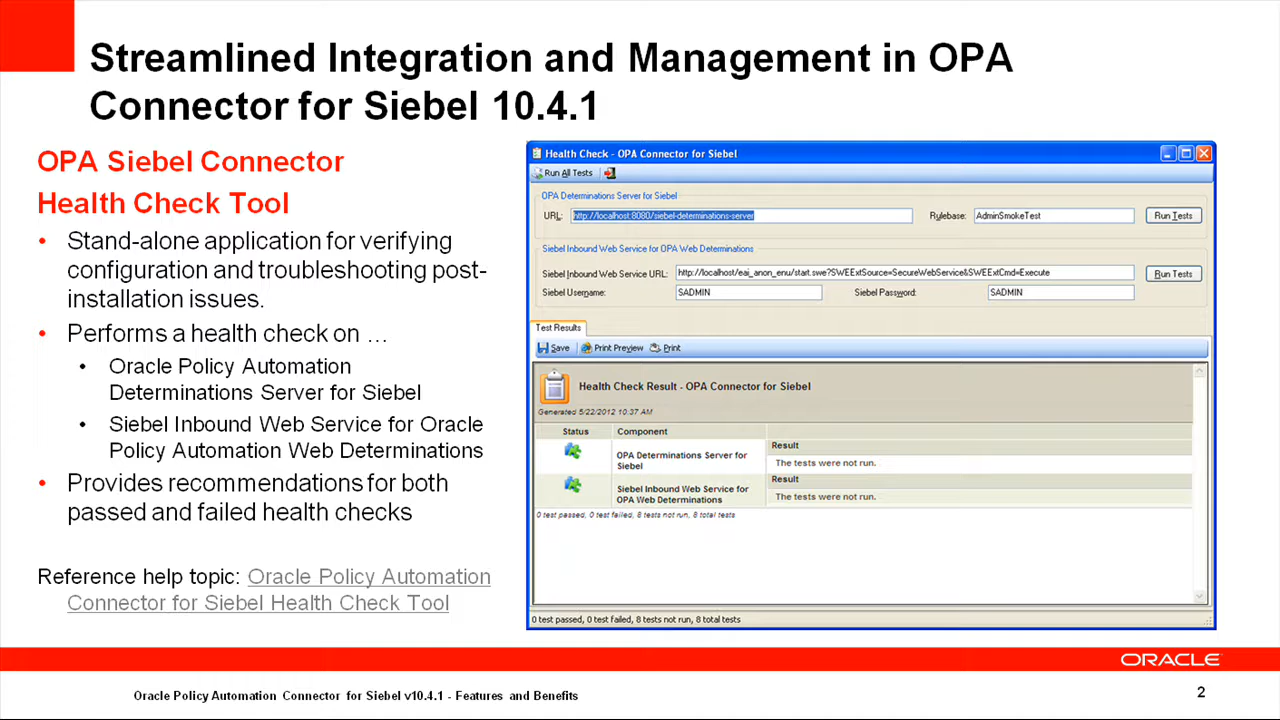 Streamlined Integration and Management in OPA
Connector for Siebel 10.4.1
OPA Siebel Connector
Health Check Tool
• Stand-alone application for verifying
configuration and troubleshooting post-
installation issues.
• Performs a health check on …
• Oracle Policy Automation
Determinations Server for Siebel
• Siebel Inbound Web Service for Oracle
Policy Automation Web Determinations
• Provides recommendations for both
passed and failed health checks
Reference help topic: Oracle Policy Automation
Connector for Siebel Health Check Tool
Health Check - OPA Connector for Siebel
Run All Tests
OPA Determinations Server for Siebel
URL: http://localhost:8080/siebel-determinations-server Rulebase: AdminSmokeTest Run Tests
Siebel Inbound Web Service for OPA Web Determinations
Siebel Inbound Web Service URL: http://localhost/eai_anon_enu/start.swe?SWEExtSource=SecureWebService&SWEExtCmd=Execute Run Tests
Siebel Username: SADMIN Siebel Password: SADMIN
Test Results
Save Print Preview Print
Health Check Result - OPA Connector for Siebel
Generated 5/22/2012 10:37 AM
Status Component
Result
OPA Determinations Server for
Siebel
The tests were not run.
Result
Siebel Inbound Web Service for
OPA Web Determinations
The tests were not run.
0 test passed, 0 test failed, 8 tests not run, 8 total tests
0 test passed, 0 test failed, 8 tests not run, 8 total tests
ORACLE
Oracle Policy Automation Connector for Siebel v10.4.1 - Features and Benefits
2